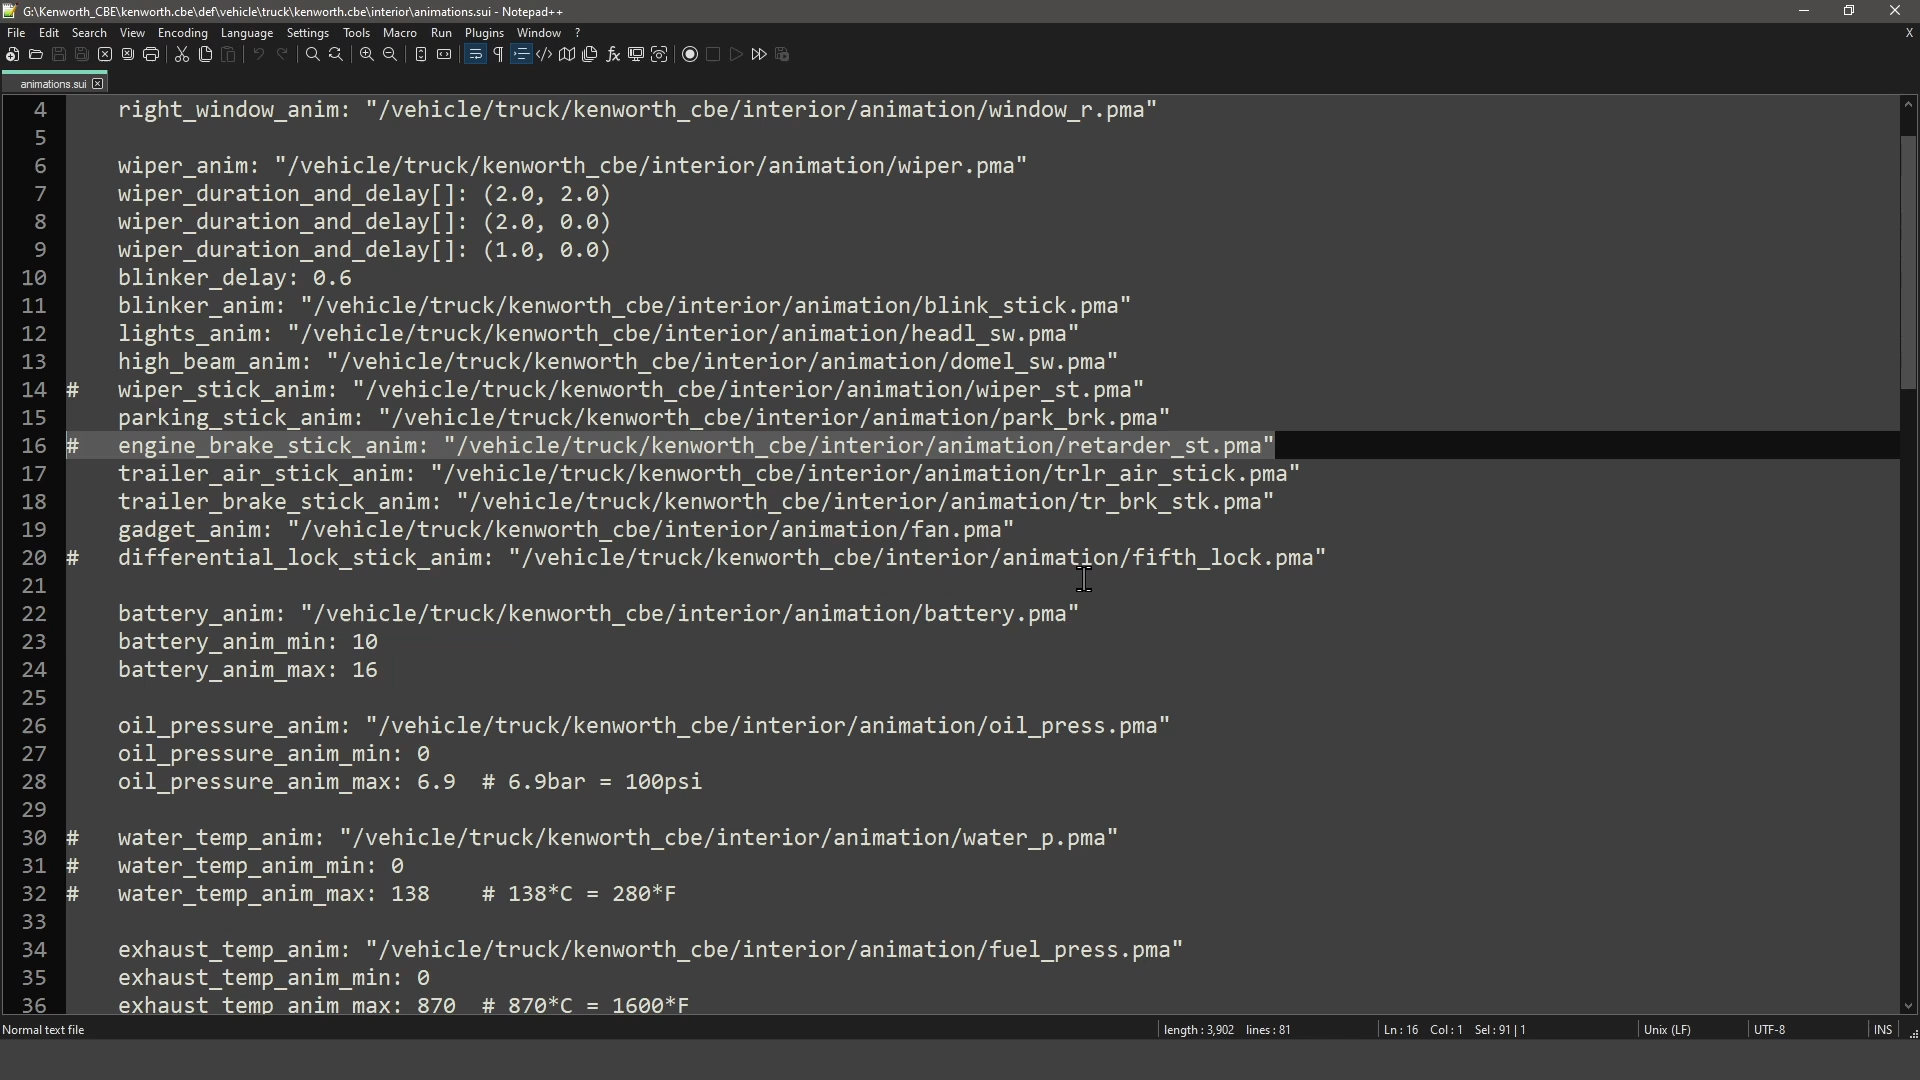 G:\Kenworth_CBE\kenworth.cbe\def\vehicle\truck\kenworth.cbe\interior\animations.sui - Notepad++
File Edit Search View Encoding Language Settings Tools Macro Run Plugins Window ? X
animations.sui
4 right_window_anim: "/vehicle/truck/kenworth_cbe/interior/animation/window_r.pma"
5
6 wiper_anim: "/vehicle/truck/kenworth_cbe/interior/animation/wiper.pma"
7 wiper_duration_and_delay[]: (2.0, 2.0)
8 wiper_duration_and_delay[]: (2.0, 0.0)
9 wiper_duration_and_delay[]: (1.0, 0.0)
10 blinker_delay: 0.6
11 blinker_anim: "/vehicle/truck/kenworth_cbe/interior/animation/blink_stick.pma"
12 lights_anim: "/vehicle/truck/kenworth_cbe/interior/animation/headl_sw.pma"
13 high_beam_anim: "/vehicle/truck/kenworth_cbe/interior/animation/domel_sw.pma"
14 # wiper_stick_anim: "/vehicle/truck/kenworth_cbe/interior/animation/wiper_st.pma"
15 parking_stick_anim: "/vehicle/truck/kenworth_cbe/interior/animation/park_brk.pma"
16 # engine_brake_stick_anim: "/vehicle/truck/kenworth_cbe/interior/animation/retarder_st.pma"
17 trailer_air_stick_anim: "/vehicle/truck/kenworth_cbe/interior/animation/trlr_air_stick.pma"
18 trailer_brake_stick_anim: "/vehicle/truck/kenworth_cbe/interior/animation/tr_brk_stk.pma"
19 gadget_anim: "/vehicle/truck/kenworth_cbe/interior/animation/fan.pma"
20 # differential_lock_stick_anim: "/vehicle/truck/kenworth_cbe/interior/animation/fifth_lock.pma"
21
22 battery_anim: "/vehicle/truck/kenworth_cbe/interior/animation/battery.pma"
23 battery_anim_min: 10
24 battery_anim_max: 16
25
26 oil_pressure_anim: "/vehicle/truck/kenworth_cbe/interior/animation/oil_press.pma"
27 oil_pressure_anim_min: 0
28 oil_pressure_anim_max: 6.9 # 6.9bar = 100psi
29
30 # water_temp_anim: "/vehicle/truck/kenworth_cbe/interior/animation/water_p.pma"
31 # water_temp_anim_min: 0
32 # water_temp_anim_max: 138 # 138*C = 280*F
33
34 exhaust_temp_anim: "/vehicle/truck/kenworth_cbe/interior/animation/fuel_press.pma"
35 exhaust_temp_anim_min: 0
36 exhaust_temp_anim_max: 870 # 870*C = 1600*F
Normal text file length : 3,902 lines : 81 Ln : 16 Col : 1 Sel : 91 | 1 Unix (LF) UTF-8 INS